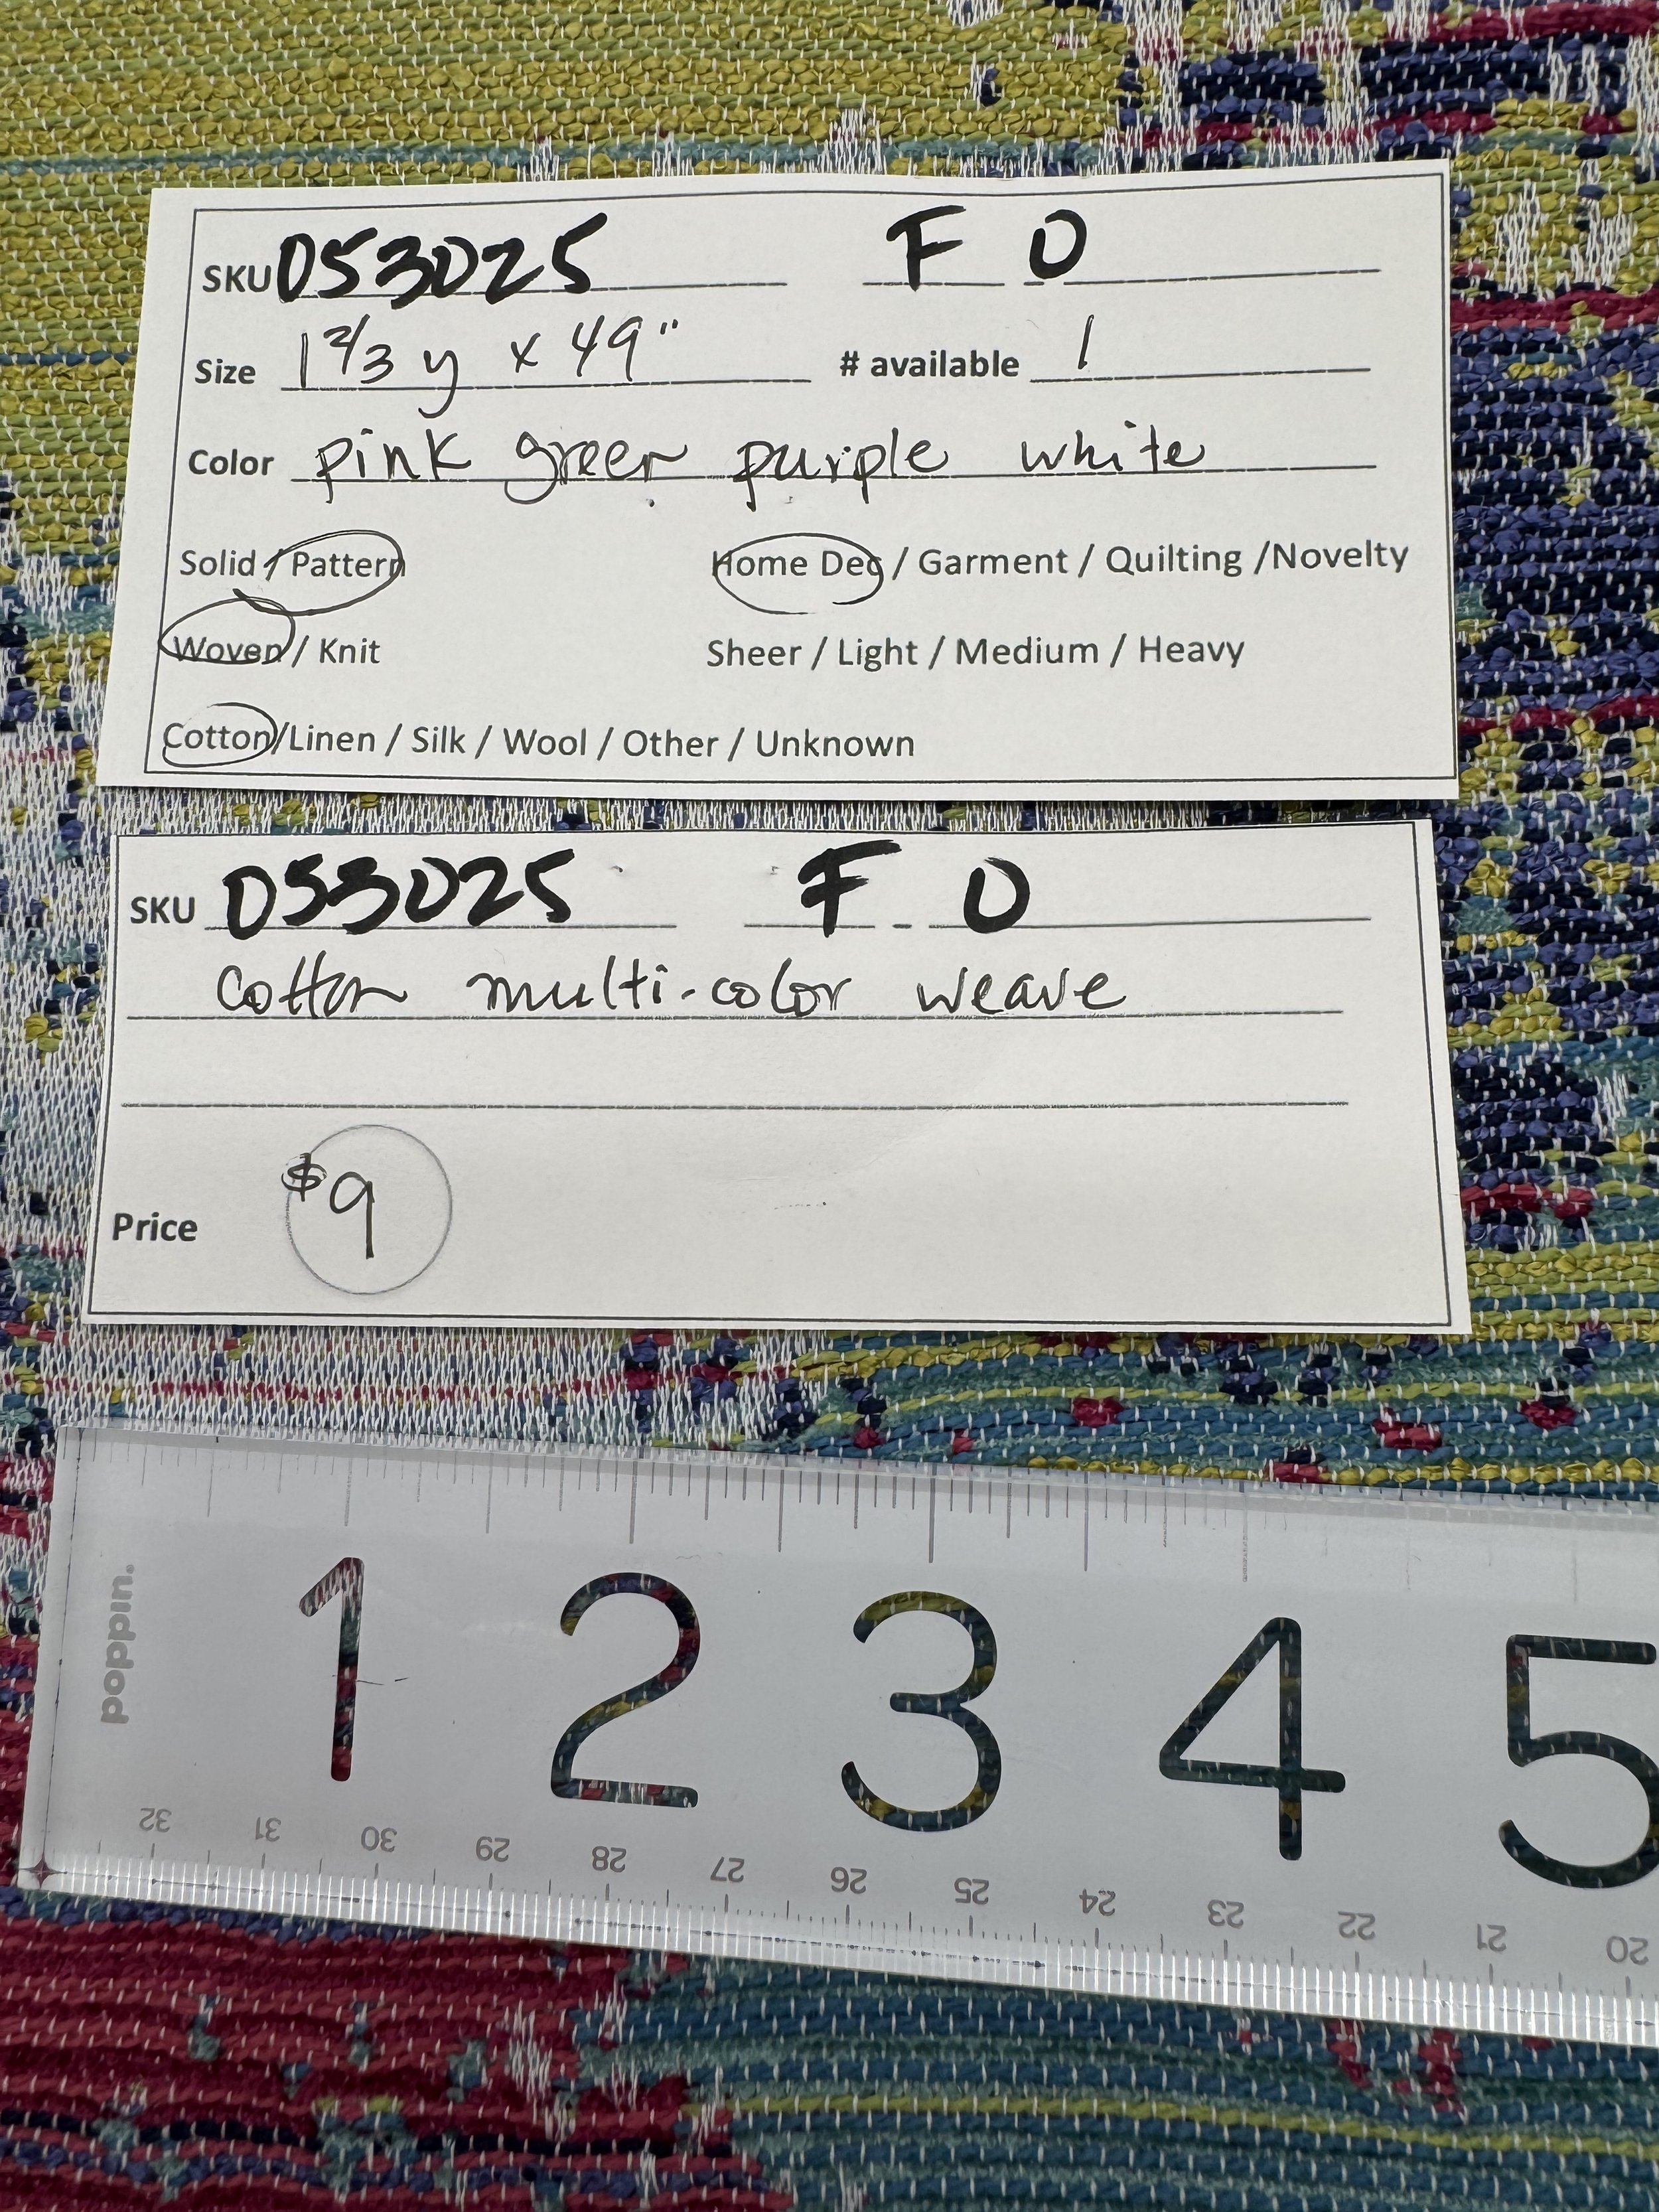 SKU 053025 F 0
Size 1 2/3 y x 49" # available 1
Color pink green purple white
Solid / Pattern Home Dec / Garment / Quilting /Novelty
Woven / Knit Sheer / Light / Medium / Heavy
Cotton/Linen / Silk / Wool / Other / Unknown
SKU 053025 F - 0
cotton multi-color weave
Price $9
poppin.
1 2 3 4 5
32 31 30 29 28 27 26 25 24 23 22 21 20